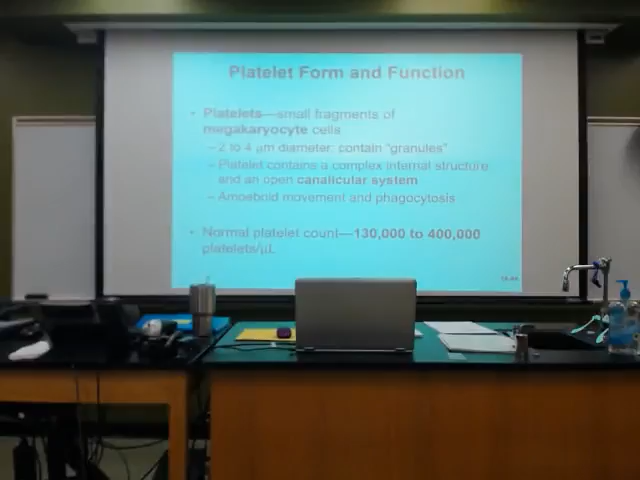 Platelet Form and Function
• Platelets—small fragments of
megakaryocyte cells
– 2 to 4 µm diameter: contain "granules"
– Platelet contains a complex internal structure
and an open canalicular system
– Amoeboid movement and phagocytosis
• Normal platelet count—130,000 to 400,000
platelets/µL